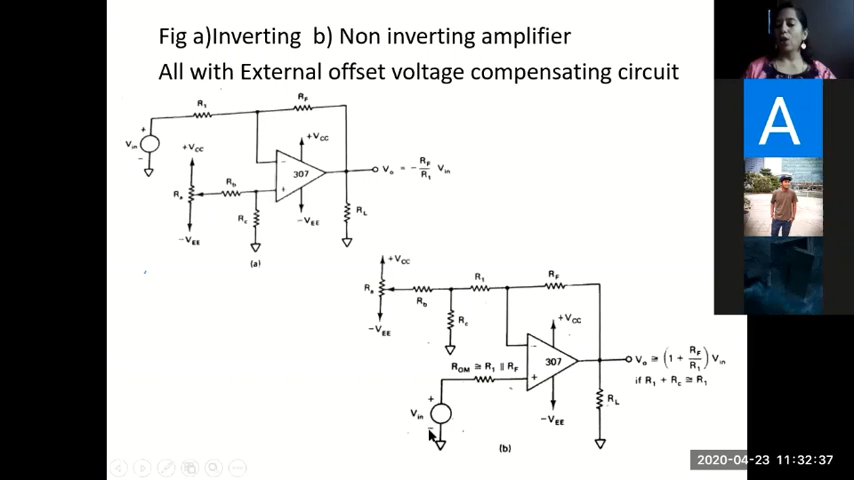 Fig a)Inverting b) Non inverting amplifier
All with External offset voltage compensating circuit
R1
RF
+
Vin
−
+VCC
+VCC
−
307
+
Vo = − RF/R1 Vin
Ra
Rb
Rc
−VEE
RL
−VEE
(a)
+VCC
Ra
Rb
R1
RF
−VEE
Rc
+VCC
−
307
+
Vo ≅ (1 + RF/R1) Vin
if R1 + Rc ≅ R1
ROM ≅ R1 || RF
+
Vin
−
−VEE
RL
(b)
A
2020-04-23 11:32:37